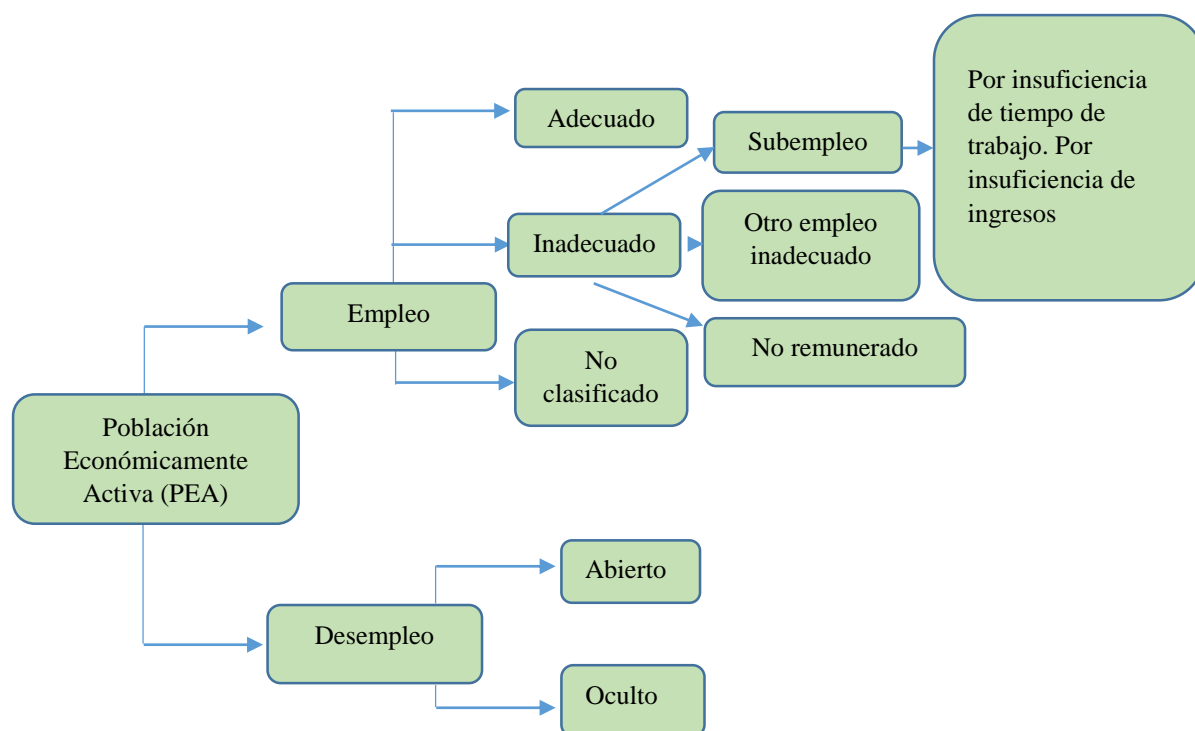 Población
Económicamente
Activa (PEA)
Empleo
Adecuado
Inadecuado
Subempleo
Por insuficiencia
de tiempo de
trabajo. Por
insuficiencia de
ingresos
Otro empleo
inadecuado
No remunerado
No
clasificado
Desempleo
Abierto
Oculto